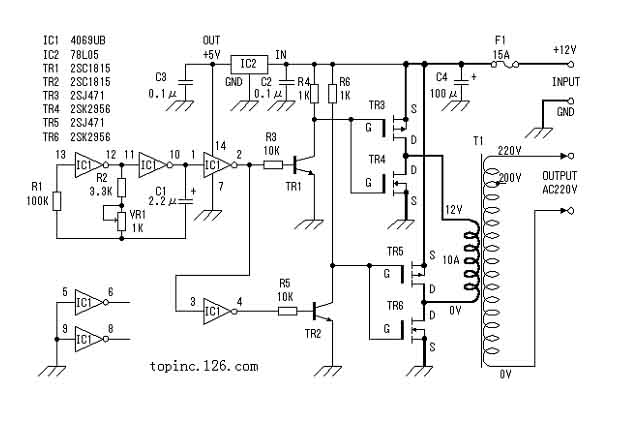 IC1 4069UB
IC2 78L05
TR1 2SC1815
TR2 2SC1815
TR3 2SJ471
TR4 2SK2956
TR5 2SJ471
TR6 2SK2956
OUT
+5V
IC2
IN
GND
C3
0.1μ
C2
0.1μ
R4
1K
R6
1K
C4
100μ
+
F1
15A
+12V
INPUT
GND
TR3
S
G
D
TR4
D
G
S
T1
220V
200V
OUTPUT
AC220V
12V
10A
0V
0V
13
IC1
12
11
IC1
10
1
IC1
14
2
7
R3
10K
TR1
R1
100K
R2
3.3K
VR1
1K
C1
2.2μ
+
TR5
S
G
D
TR6
D
G
S
3
IC1
4
R5
10K
TR2
5
IC1
6
9
IC1
8
topinc.126.com